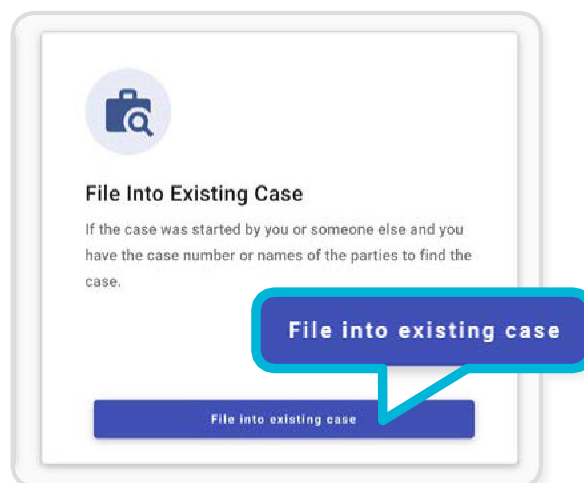 File Into Existing Case
If the case was started by you or someone else and you
have the case number or names of the parties to find the
case.
File into existing case
File into existing case